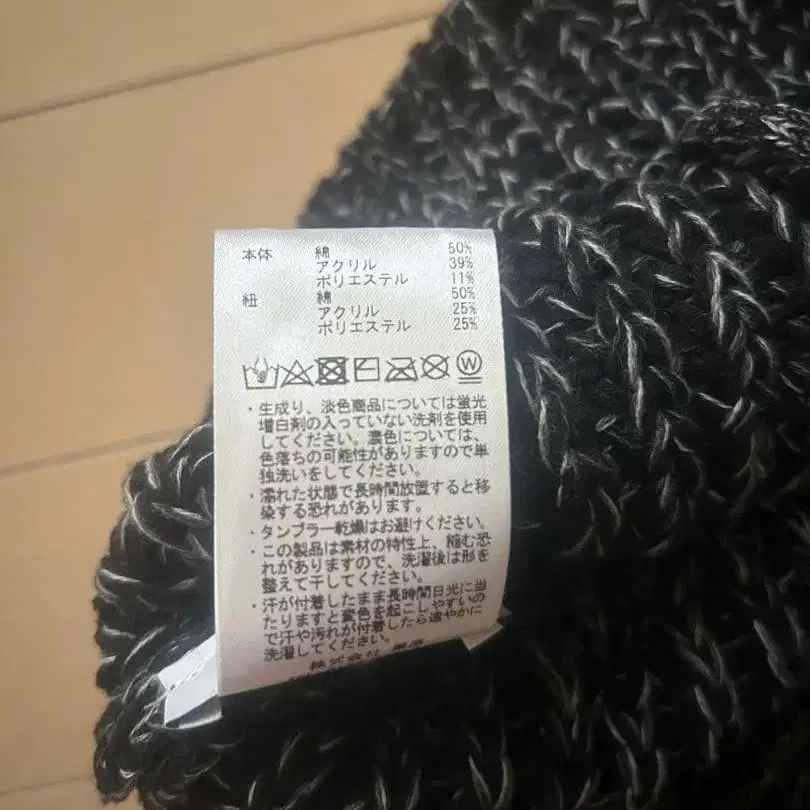 本体 綿 50%
アクリル 39%
ポリエステル 11%
紐 綿 50%
アクリル 25%
ポリエステル 25%
W
・生成り、淡色商品については蛍光
増白剤の入っていない洗剤を使用
してください。濃色については、
色落ちの可能性がありますので単
独洗いをしてください。
・濡れた状態で長時間放置すると移
染する恐れがあります。
・タンブラー乾燥はお避けください。
・この製品は素材の特性上、縮む恐
れがありますので、洗濯後は形を
整えて干してください。
・汗が付着したまま長時間日光に当
たりますと変色を起こしやすいの
で汗や汚れが付着したら速やかに
洗濯してください。
株式会社